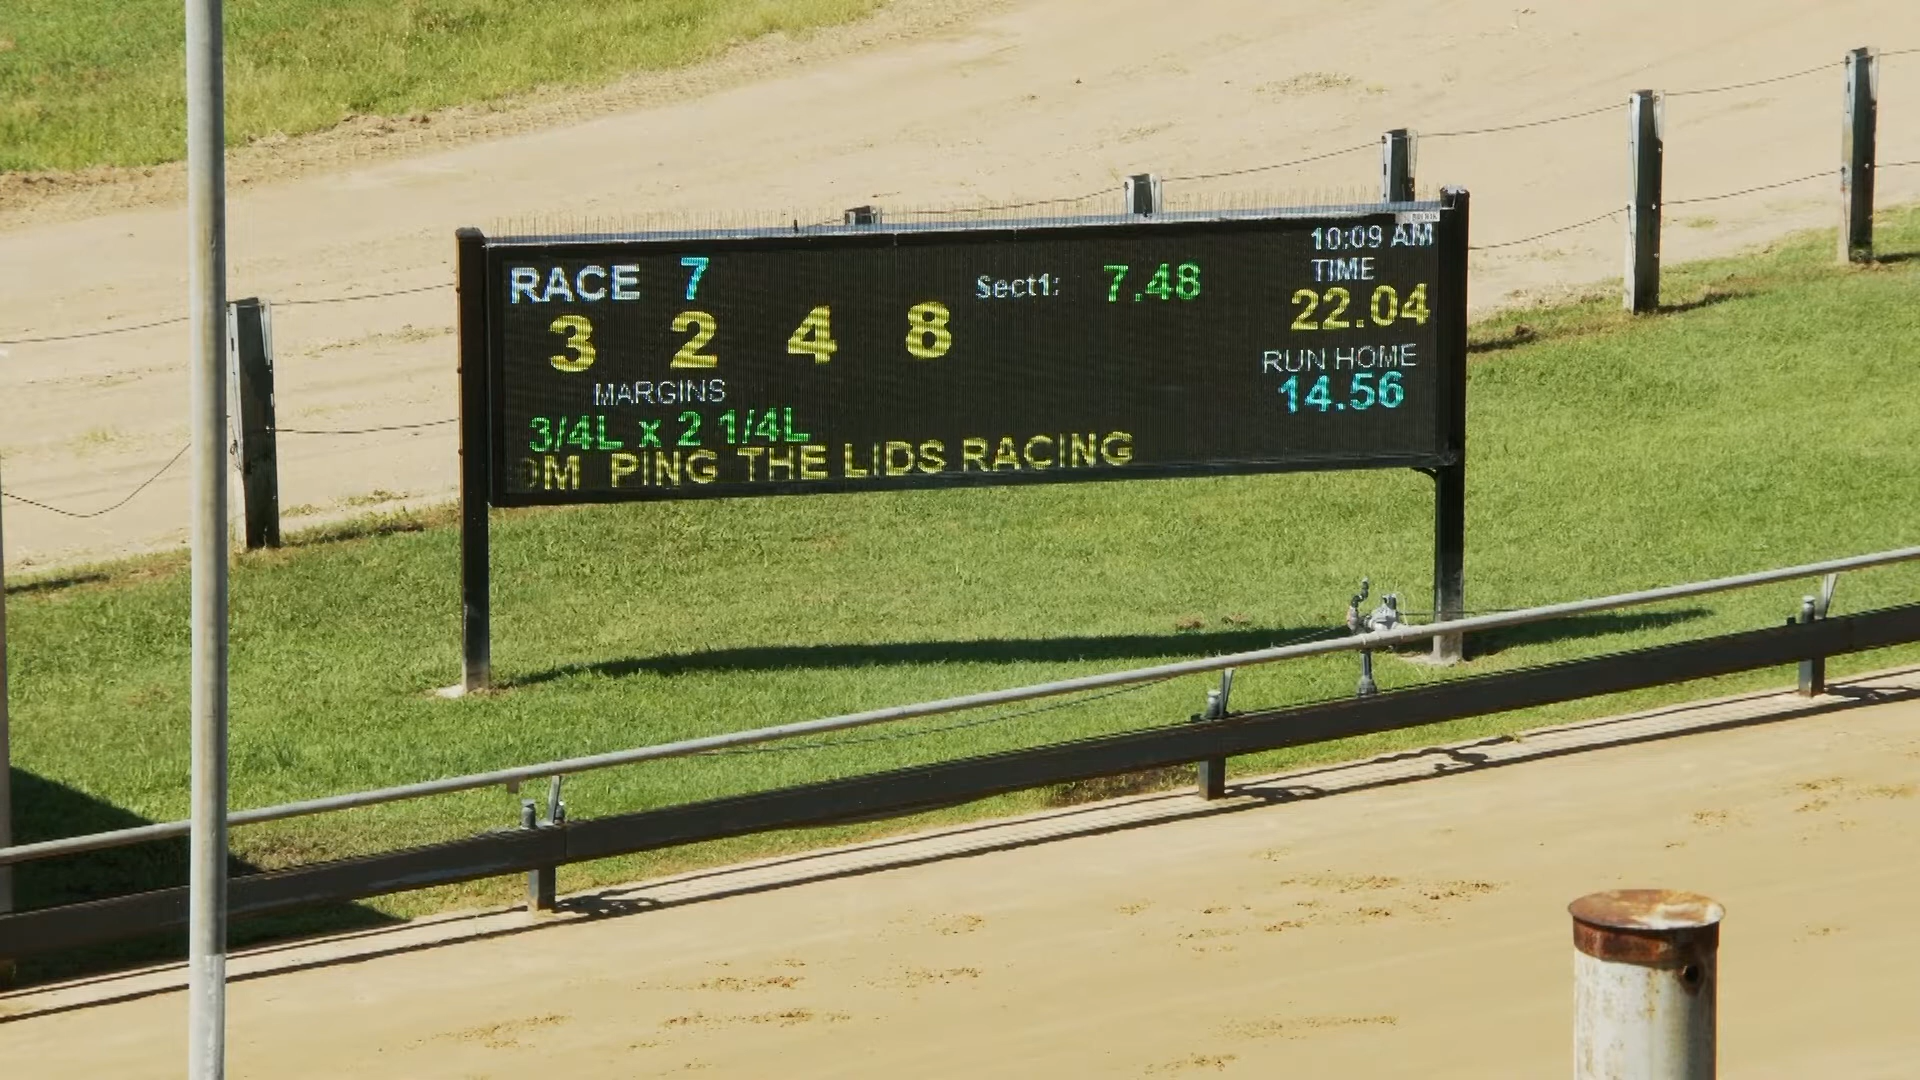 10:09 AM
RACE 7
Sect1: 7.48
TIME
22.04
3 2 4 8
RUN HOME
14.56
MARGINS
3/4L x 2 1/4L
PING THE LIDS RACING